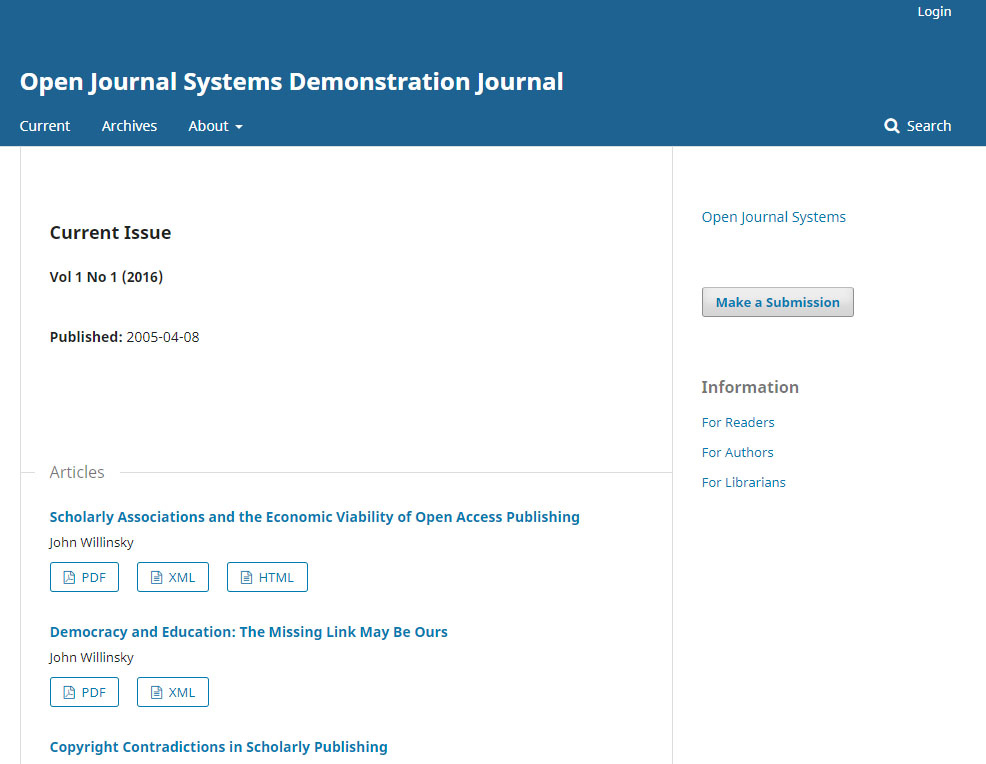 Login
Open Journal Systems Demonstration Journal
Current Archives About Search
Current Issue
Vol 1 No 1 (2016)
Published: 2005-04-08
Articles
Scholarly Associations and the Economic Viability of Open Access Publishing
John Willinsky
PDF XML HTML
Democracy and Education: The Missing Link May Be Ours
John Willinsky
PDF XML
Copyright Contradictions in Scholarly Publishing
Open Journal Systems
Make a Submission
Information
For Readers
For Authors
For Librarians